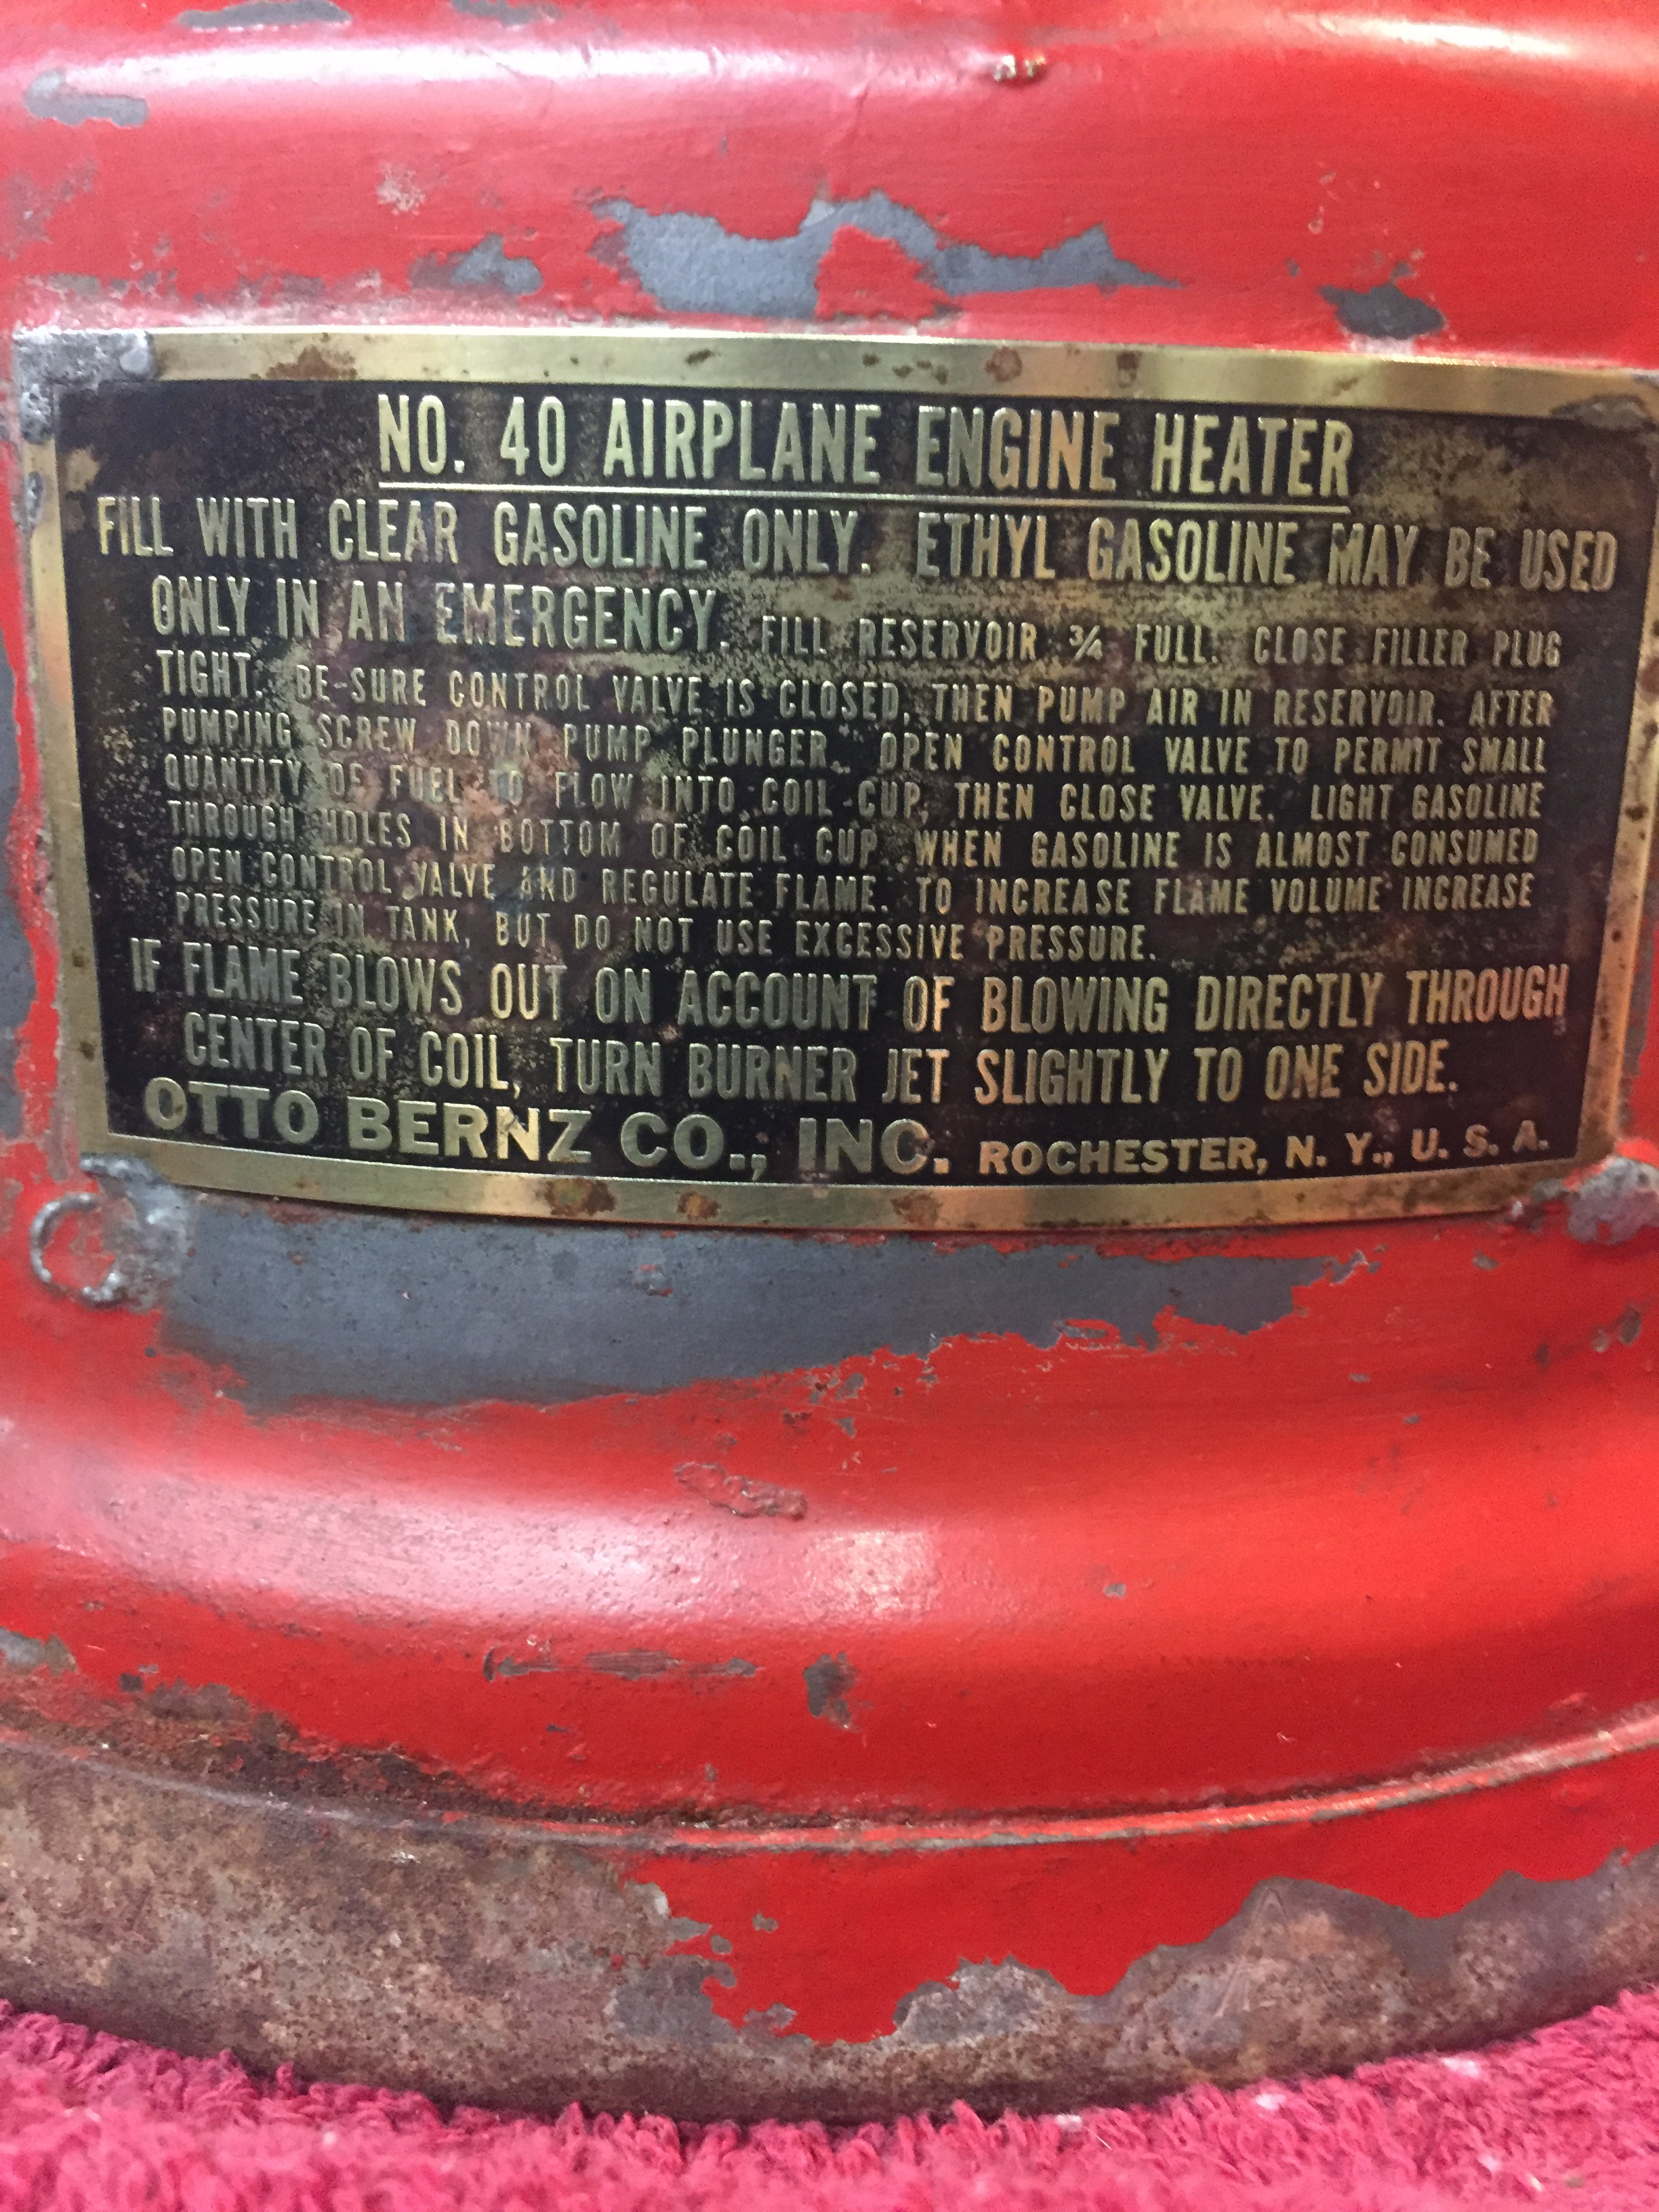 NO. 40 AIRPLANE ENGINE HEATER
FILL WITH CLEAR GASOLINE ONLY. ETHYL GASOLINE MAY BE USED
ONLY IN AN EMERGENCY. FILL RESERVOIR ¾ FULL. CLOSE FILLER PLUG
TIGHT. BE SURE CONTROL VALVE IS CLOSED, THEN PUMP AIR IN RESERVOIR. AFTER
PUMPING SCREW DOWN PUMP PLUNGER. OPEN CONTROL VALVE TO PERMIT SMALL
QUANTITY OF FUEL TO FLOW INTO COIL CUP, THEN CLOSE VALVE. LIGHT GASOLINE
THROUGH HOLES IN BOTTOM OF COIL CUP. WHEN GASOLINE IS ALMOST CONSUMED
OPEN CONTROL VALVE AND REGULATE FLAME. TO INCREASE FLAME VOLUME INCREASE
PRESSURE IN TANK, BUT DO NOT USE EXCESSIVE PRESSURE.
IF FLAME BLOWS OUT ON ACCOUNT OF BLOWING DIRECTLY THROUGH
CENTER OF COIL, TURN BURNER JET SLIGHTLY TO ONE SIDE.
OTTO BERNZ CO., INC. ROCHESTER, N. Y., U. S. A.